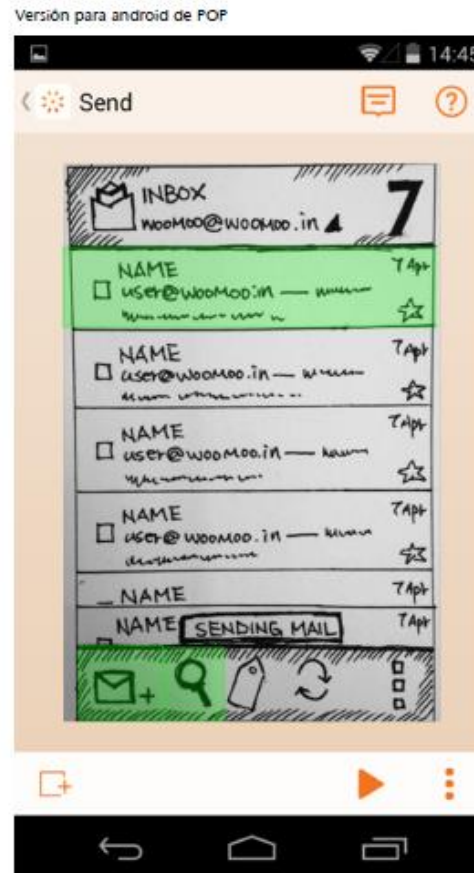 Versión para android de POP
14:45
Send
INBOX
7
woomoo@woomoo.in
NAME
7 Apr
user@woomoo.in
NAME
7 Apr
user@woomoo.in
NAME
7 Apr
user@woomoo.in
NAME
7 Apr
user@woomoo.in
NAME
7 Apr
NAME
SENDING MAIL
7 Apr